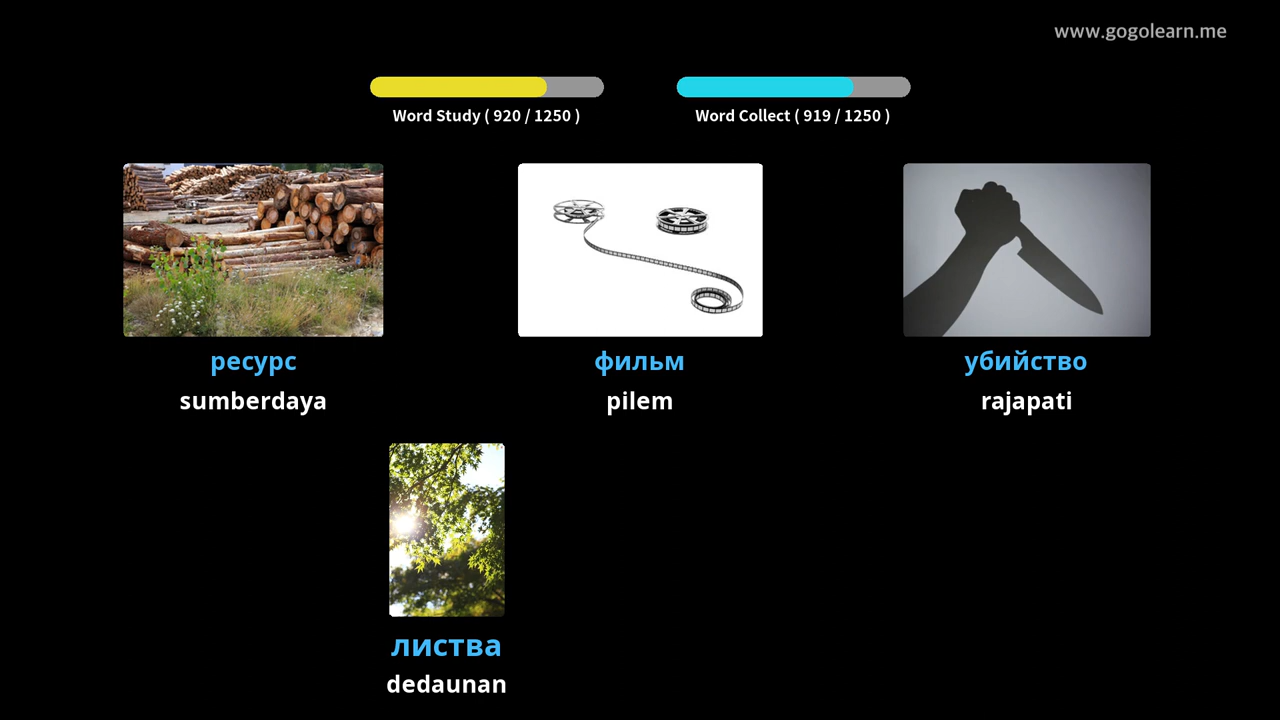 www.gogolearn.me
Word Study ( 920 / 1250 )
Word Collect ( 919 / 1250 )
ресурс
sumberdaya
фильм
pilem
убийство
rajapati
листва
dedaunan